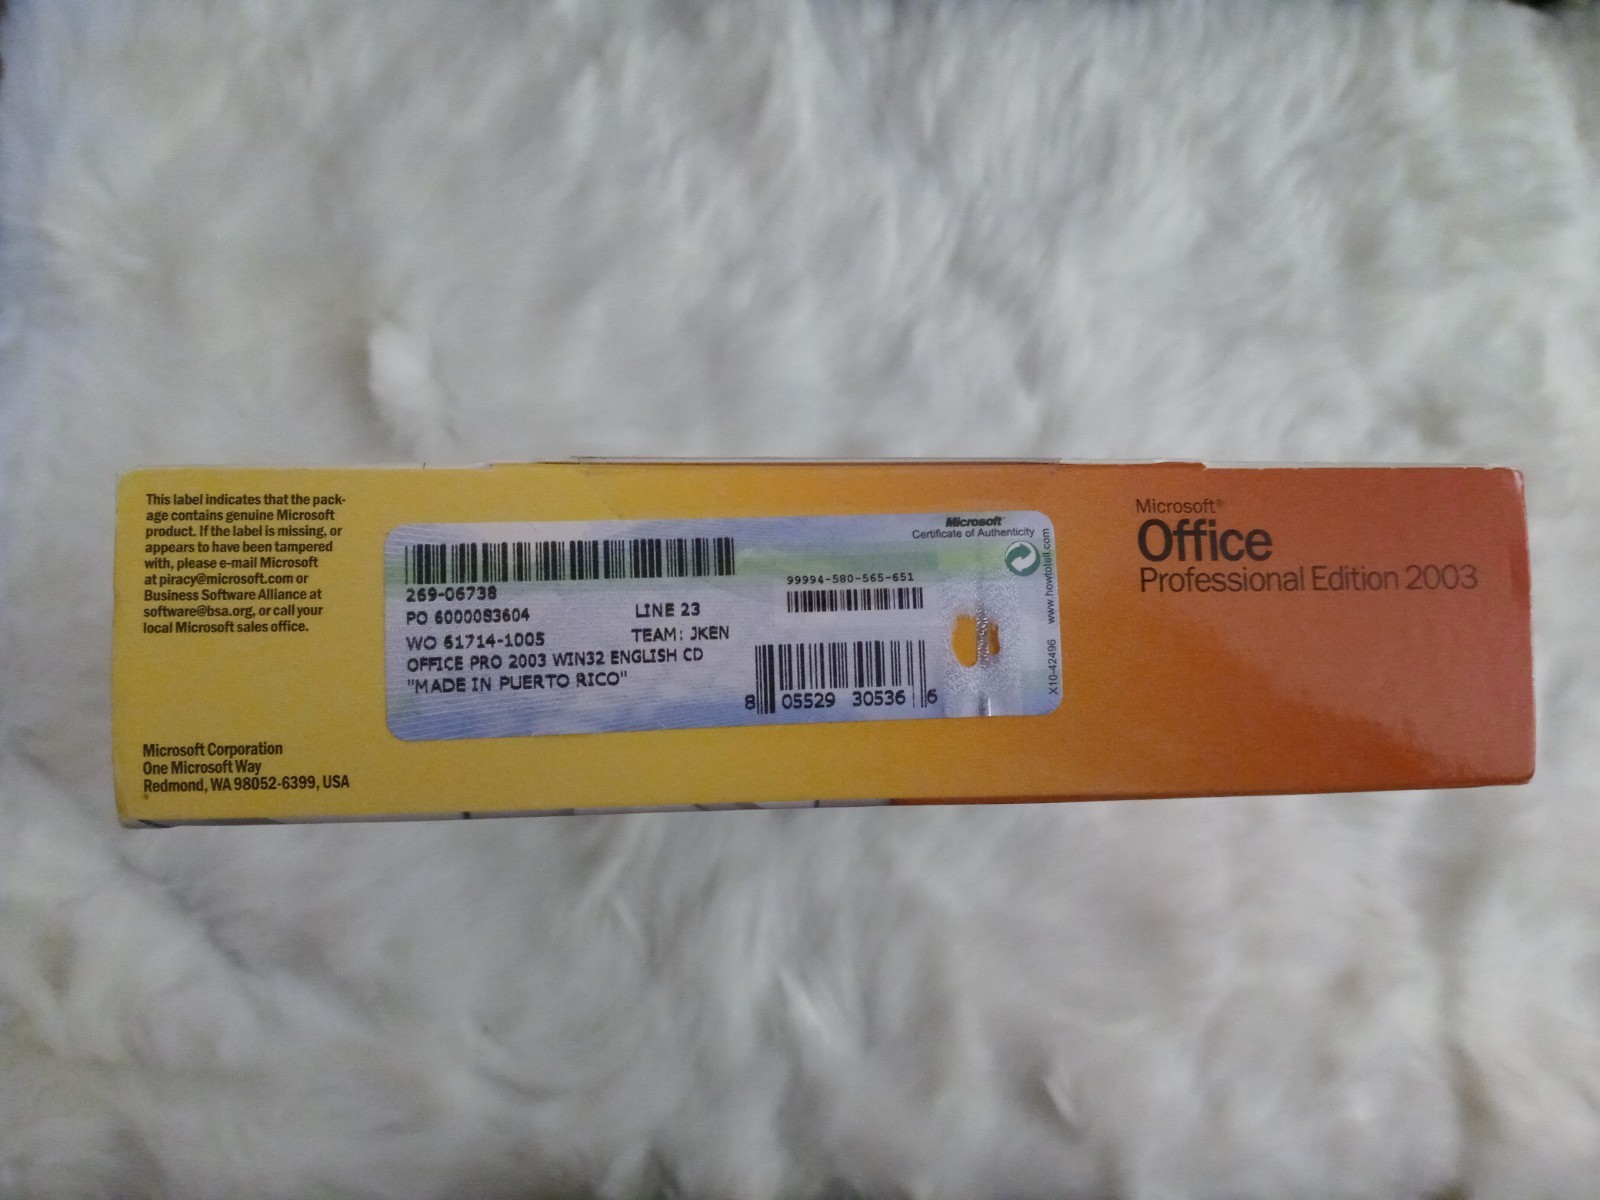 This label indicates that the pack-
age contains genuine Microsoft
product. If the label is missing, or
appears to have been tampered
with, please e-mail Microsoft
at piracy@microsoft.com or
Business Software Alliance at
software@bsa.org, or call your
local Microsoft sales office.
Microsoft Corporation
One Microsoft Way
Redmond, WA 98052-6399, USA
Microsoft
Certificate of Authenticity
269-06738
PO 6000083604 LINE 23
WO 61714-1005 TEAM: JKEN
OFFICE PRO 2003 WIN32 ENGLISH CD
"MADE IN PUERTO RICO"
99994-580-565-651
8 05529 30536 6
X10-42496 www.howtotell.com
Microsoft®
Office
Professional Edition 2003